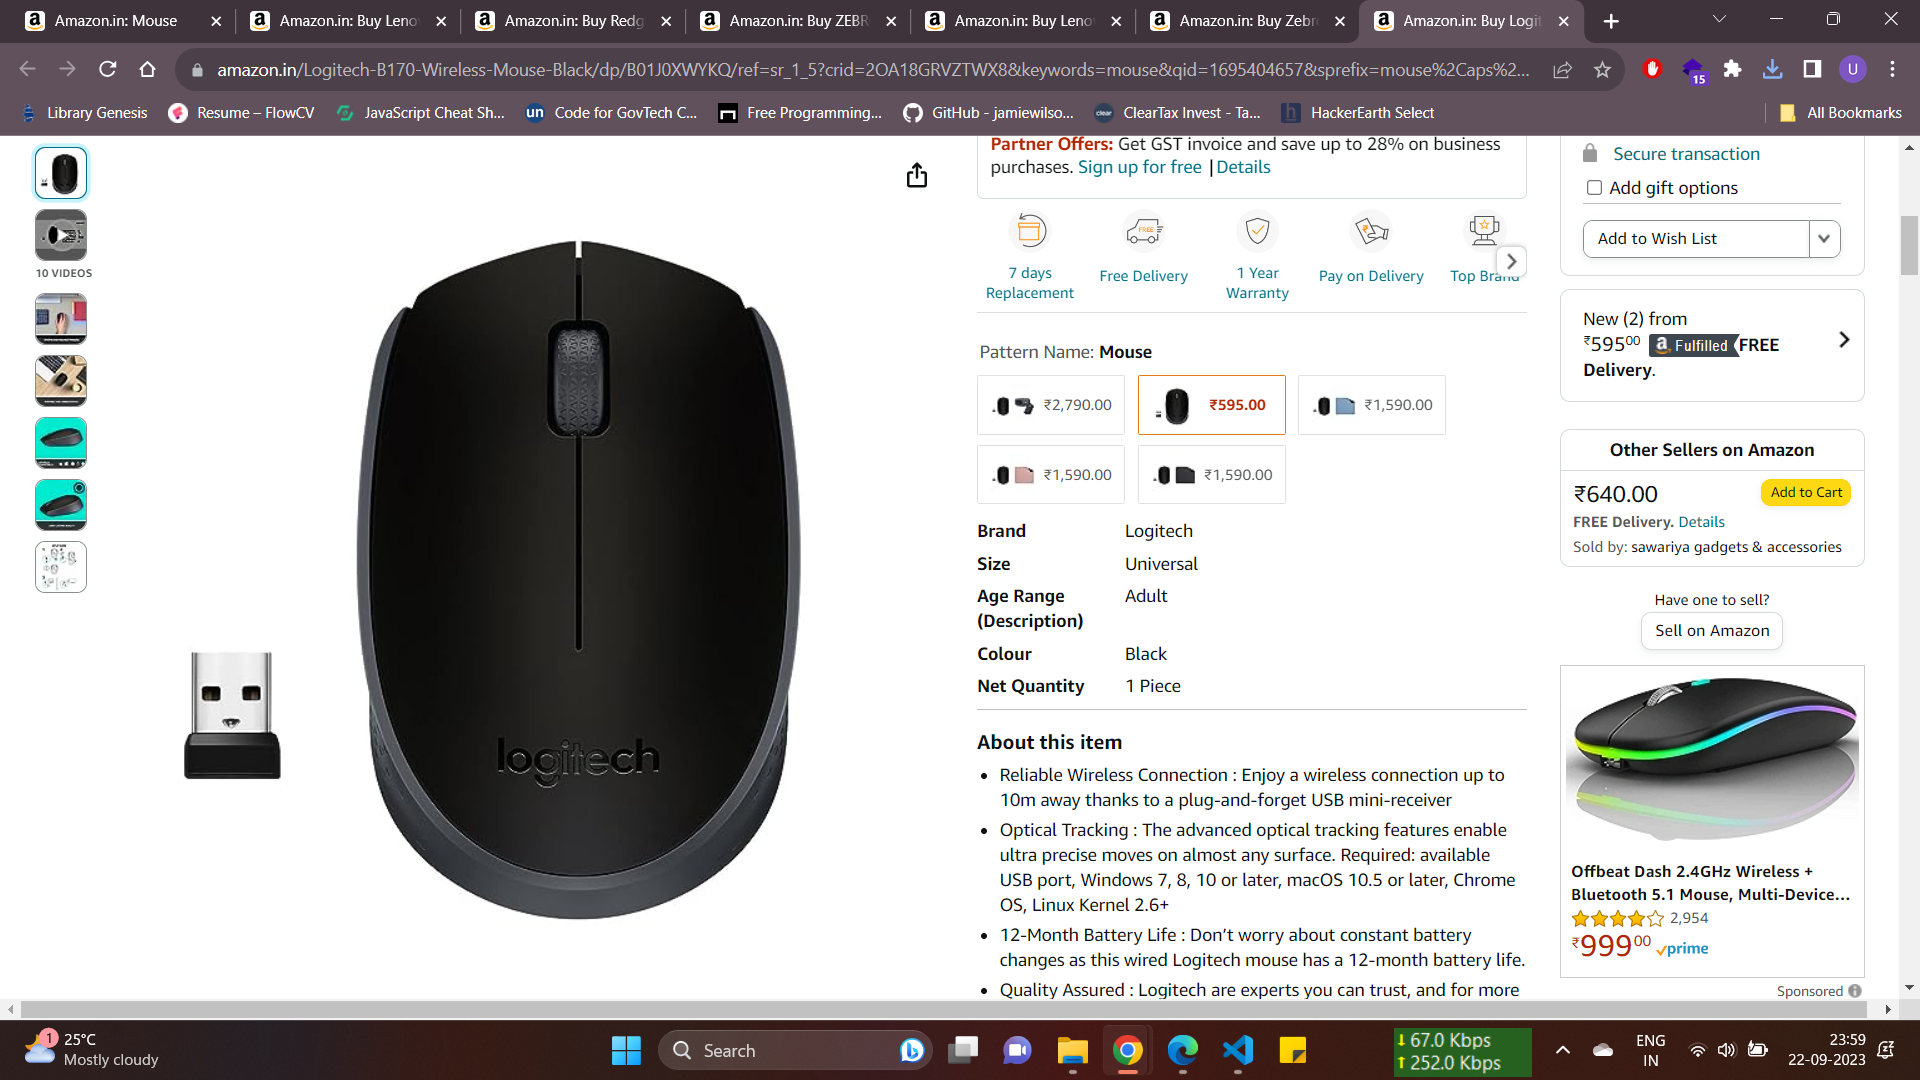 Amazon.in: Mouse
Amazon.in: Buy Leno
Amazon.in: Buy Redg
Amazon.in: Buy ZEBR
Amazon.in: Buy Leno
Amazon.in: Buy Zebr
Amazon.in: Buy Logit
amazon.in/Logitech-B170-Wireless-Mouse-Black/dp/B01J0XWYKQ/ref=sr_1_5?crid=2OA18GRVZTWX8&keywords=mouse&qid=1695404657&sprefix=mouse%2Caps%2...
15
U
Library Genesis
Resume – FlowCV
JavaScript Cheat Sh...
un
Code for GovTech C...
Free Programming...
GitHub - jamiewilso...
clear
ClearTax Invest - Ta...
h
HackerEarth Select
All Bookmarks
10 VIDEOS
logitech
Partner Offers: Get GST invoice and save up to 28% on business
purchases. Sign up for free | Details
FREE
7 days
Replacement
Free Delivery
1 Year
Warranty
Pay on Delivery
Top Brand
Pattern Name: Mouse
₹2,790.00
₹595.00
₹1,590.00
₹1,590.00
₹1,590.00
Brand Logitech
Size Universal
Age Range Adult
(Description)
Colour Black
Net Quantity 1 Piece
About this item
• Reliable Wireless Connection : Enjoy a wireless connection up to
10m away thanks to a plug-and-forget USB mini-receiver
• Optical Tracking : The advanced optical tracking features enable
ultra precise moves on almost any surface. Required: available
USB port, Windows 7, 8, 10 or later, macOS 10.5 or later, Chrome
OS, Linux Kernel 2.6+
• 12-Month Battery Life : Don’t worry about constant battery
changes as this wired Logitech mouse has a 12-month battery life.
• Quality Assured : Logitech are experts you can trust, and for more
Secure transaction
Add gift options
Add to Wish List
New (2) from
₹59500 a Fulfilled FREE
Delivery.
Other Sellers on Amazon
₹640.00
Add to Cart
FREE Delivery. Details
Sold by: sawariya gadgets & accessories
Have one to sell?
Sell on Amazon
Offbeat Dash 2.4GHz Wireless +
Bluetooth 5.1 Mouse, Multi-Device...
2,954
₹99900 prime
Sponsored
1
25°C
Mostly cloudy
Search
67.0 Kbps
252.0 Kbps
ENG
IN
23:59
22-09-2023